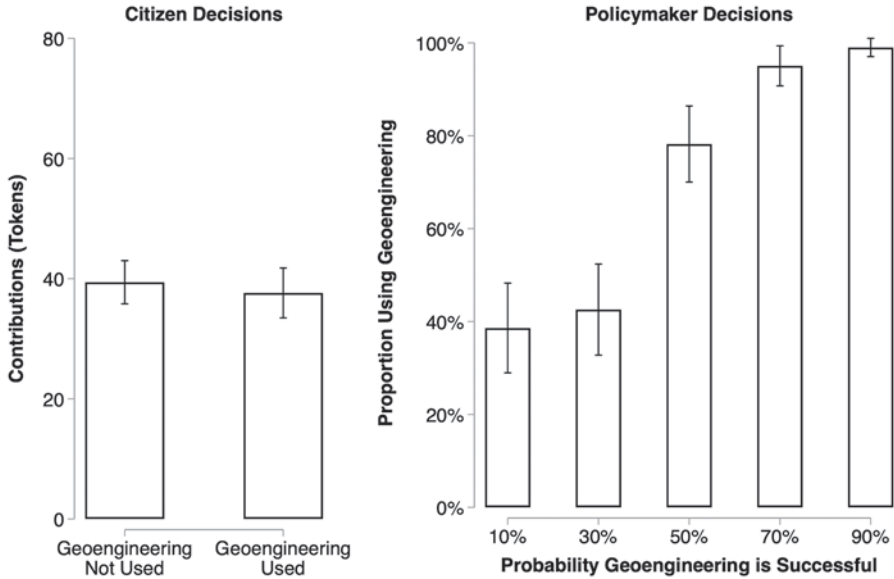 Citizen Decisions
Contributions (Tokens)
80
60
40
20
0
Geoengineering
Not Used
Geoengineering
Used
Policymaker Decisions
Proportion Using Geoengineering
100%
80%
60%
40%
20%
0%
10% 30% 50% 70% 90%
Probability Geoengineering is Successful